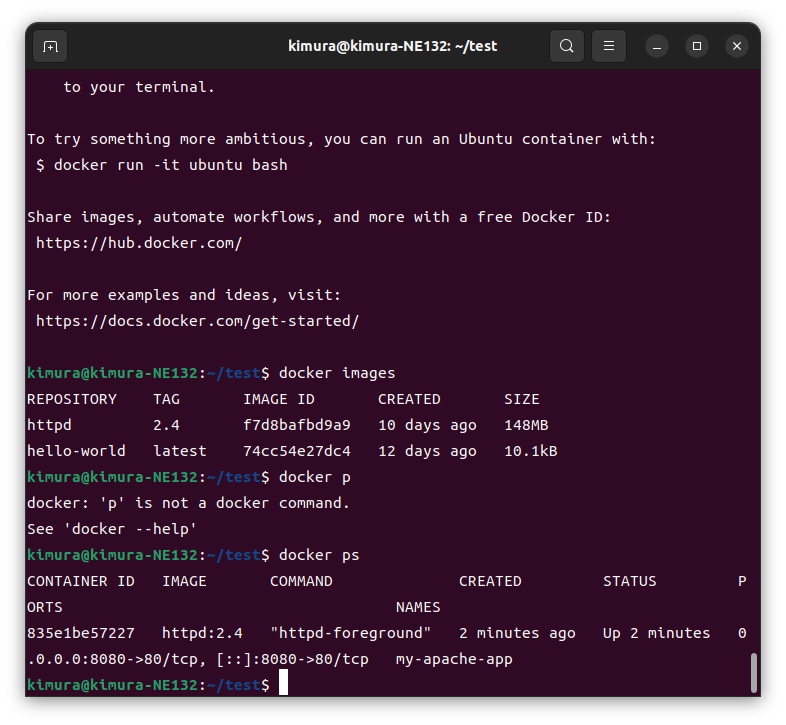 kimura@kimura-NE132: ~/test
to your terminal.
To try something more ambitious, you can run an Ubuntu container with:
$ docker run -it ubuntu bash
Share images, automate workflows, and more with a free Docker ID:
https://hub.docker.com/
For more examples and ideas, visit:
https://docs.docker.com/get-started/
kimura@kimura-NE132:~/test$ docker images
REPOSITORY    TAG       IMAGE ID       CREATED       SIZE
httpd         2.4       f7d8bafbd9a9   10 days ago   148MB
hello-world   latest    74cc54e27dc4   12 days ago   10.1kB
kimura@kimura-NE132:~/test$ docker p
docker: 'p' is not a docker command.
See 'docker --help'
kimura@kimura-NE132:~/test$ docker ps
CONTAINER ID   IMAGE       COMMAND              CREATED         STATUS         P
ORTS                                     NAMES
835e1be57227   httpd:2.4   "httpd-foreground"   2 minutes ago   Up 2 minutes   0
.0.0.0:8080->80/tcp, [::]:8080->80/tcp   my-apache-app
kimura@kimura-NE132:~/test$